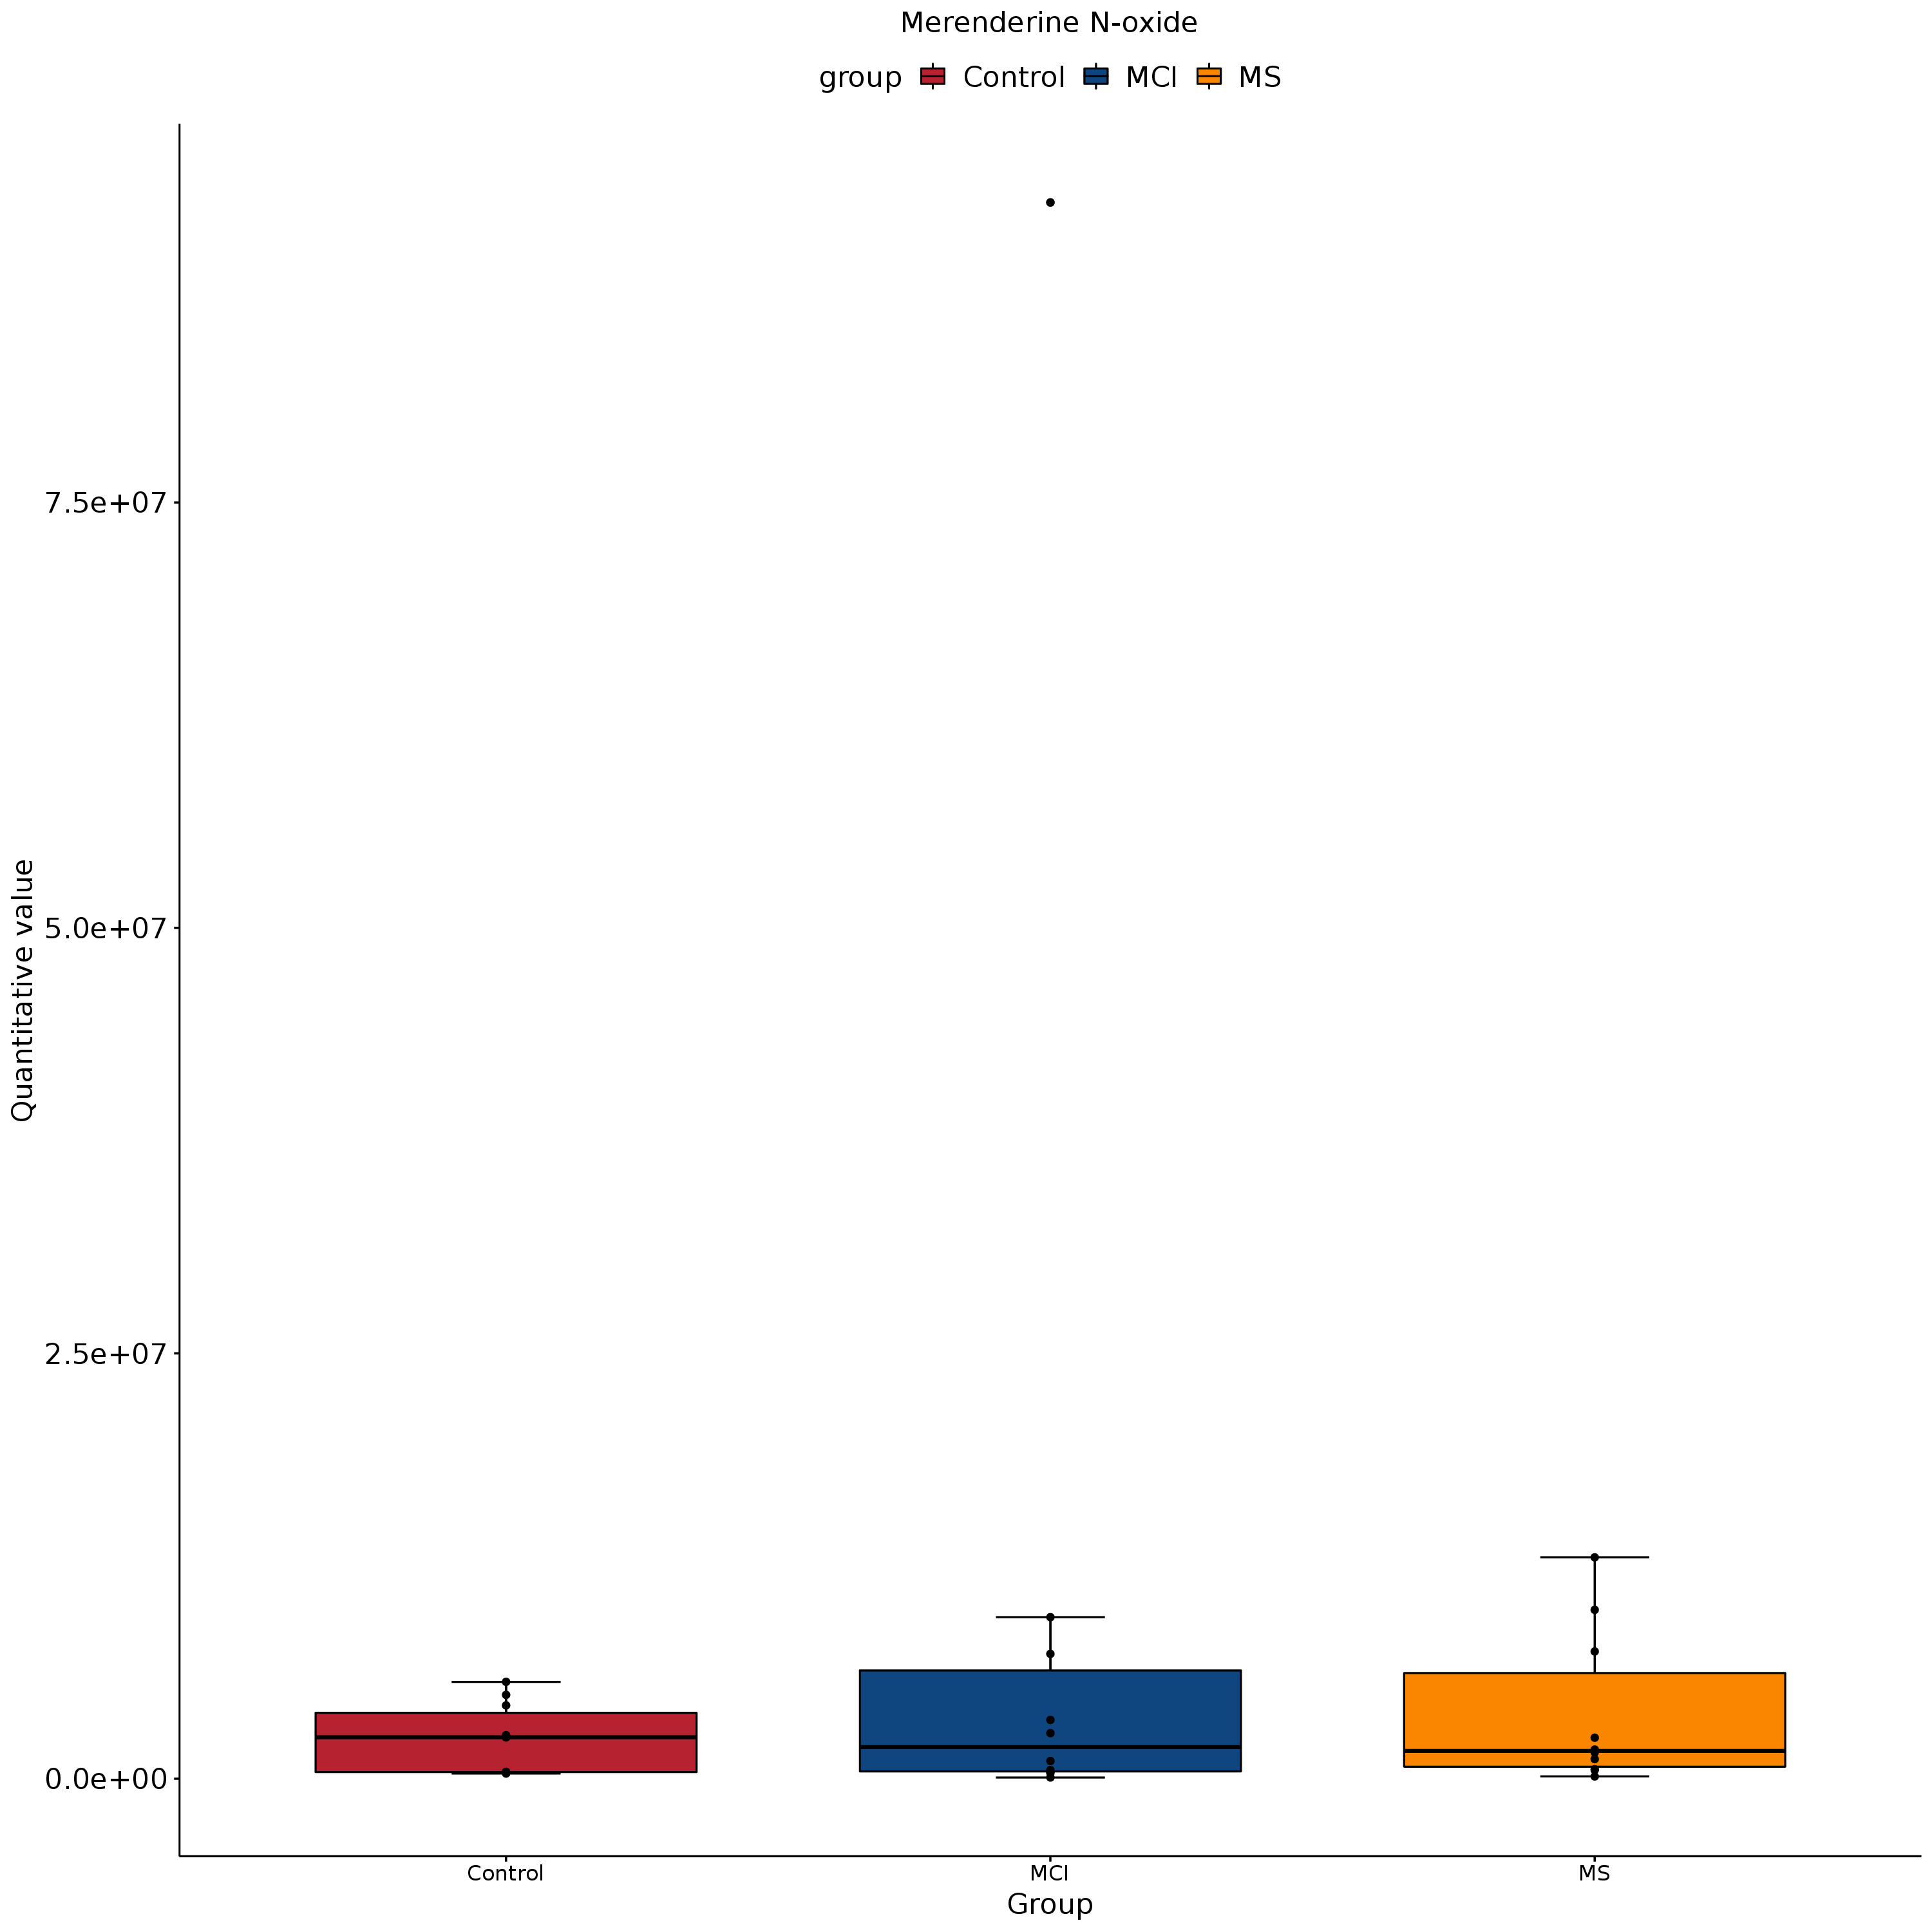 Merenderine N-oxide
group Control MCI MS
Quantitative value
7.5e+07
5.0e+07
2.5e+07
0.0e+00
Control MCI MS
Group